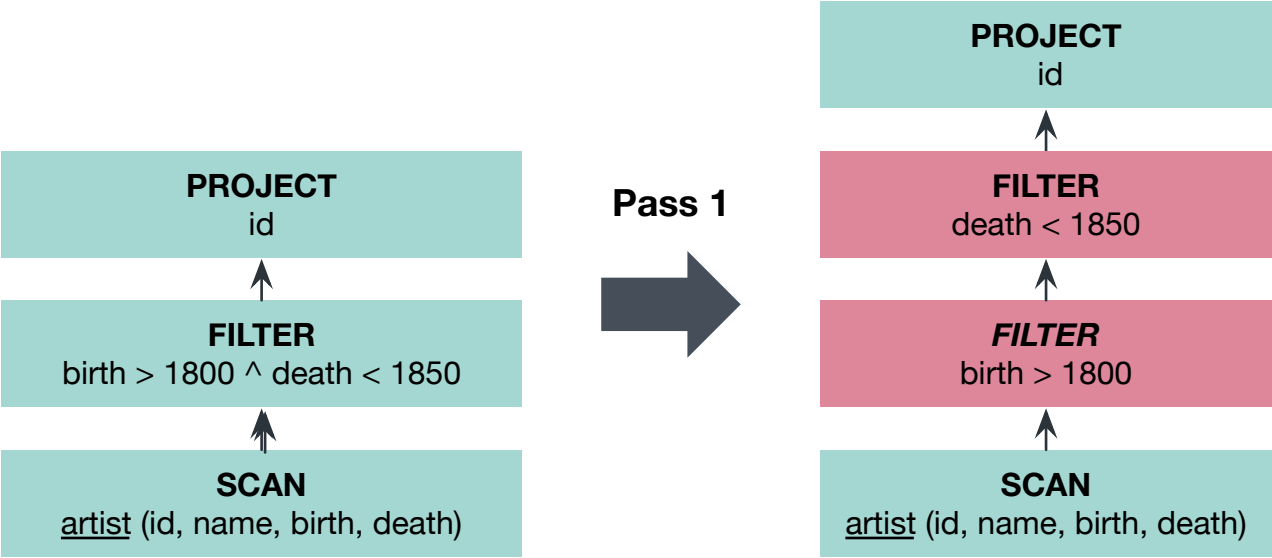 PROJECT
id
FILTER
birth > 1800 ^ death < 1850
SCAN
artist (id, name, birth, death)
Pass 1
PROJECT
id
FILTER
death < 1850
FILTER
birth > 1800
SCAN
artist (id, name, birth, death)